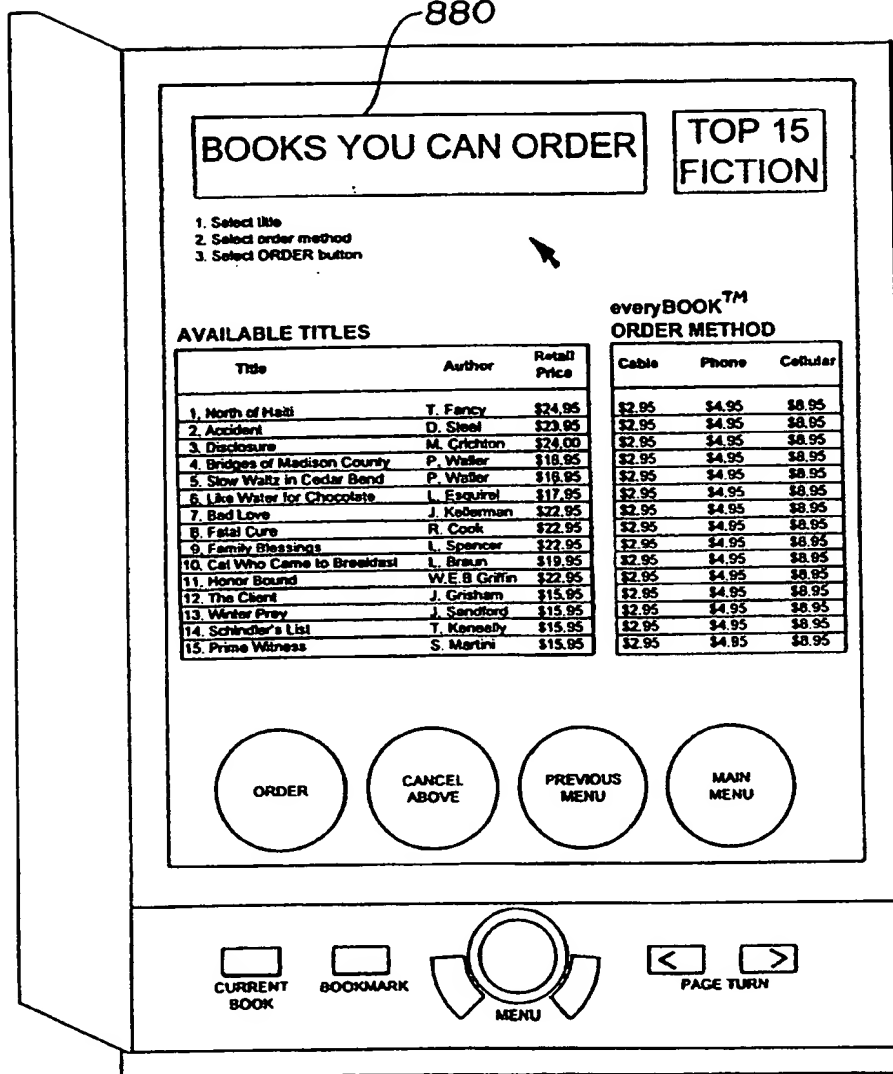 880
BOOKS YOU CAN ORDER
TOP 15
FICTION
1. Select title
2. Select order method
3. Select ORDER button
AVAILABLE TITLES
everyBOOK™
ORDER METHOD
Title Author Retail Price
Cable Phone Cellular
1. North of Haiti T. Fancy $24.95 $2.95 $4.95 $8.95
2. Accident D. Steel $23.95 $2.95 $4.95 $8.95
3. Disclosure M. Crichton $24.00 $2.95 $4.95 $8.95
4. Bridges of Madison County P. Waller $16.95 $2.95 $4.95 $8.95
5. Slow Waltz in Cedar Bend P. Waller $16.95 $2.95 $4.95 $8.95
6. Like Water for Chocolate L. Esquirel $17.95 $2.95 $4.95 $8.95
7. Bad Love J. Kellerman $22.95 $2.95 $4.95 $8.95
8. Fatal Cure R. Cook $22.95 $2.95 $4.95 $8.95
9. Family Blessings L. Spencer $22.95 $2.95 $4.95 $8.95
10. Cat Who Came to Breakfast L. Braun $19.95 $2.95 $4.95 $8.95
11. Honor Bound W.E.B Griffin $22.95 $2.95 $4.95 $8.95
12. The Client J. Grisham $15.95 $2.95 $4.95 $8.95
13. Winter Prey J. Sandford $15.95 $2.95 $4.95 $8.95
14. Schindler's List T. Keneally $15.95 $2.95 $4.95 $8.95
15. Prime Witness S. Martini $15.95 $2.95 $4.95 $8.95
ORDER
CANCEL
ABOVE
PREVIOUS
MENU
MAIN
MENU
< >
CURRENT
BOOK
BOOKMARK
MENU
PAGE TURN